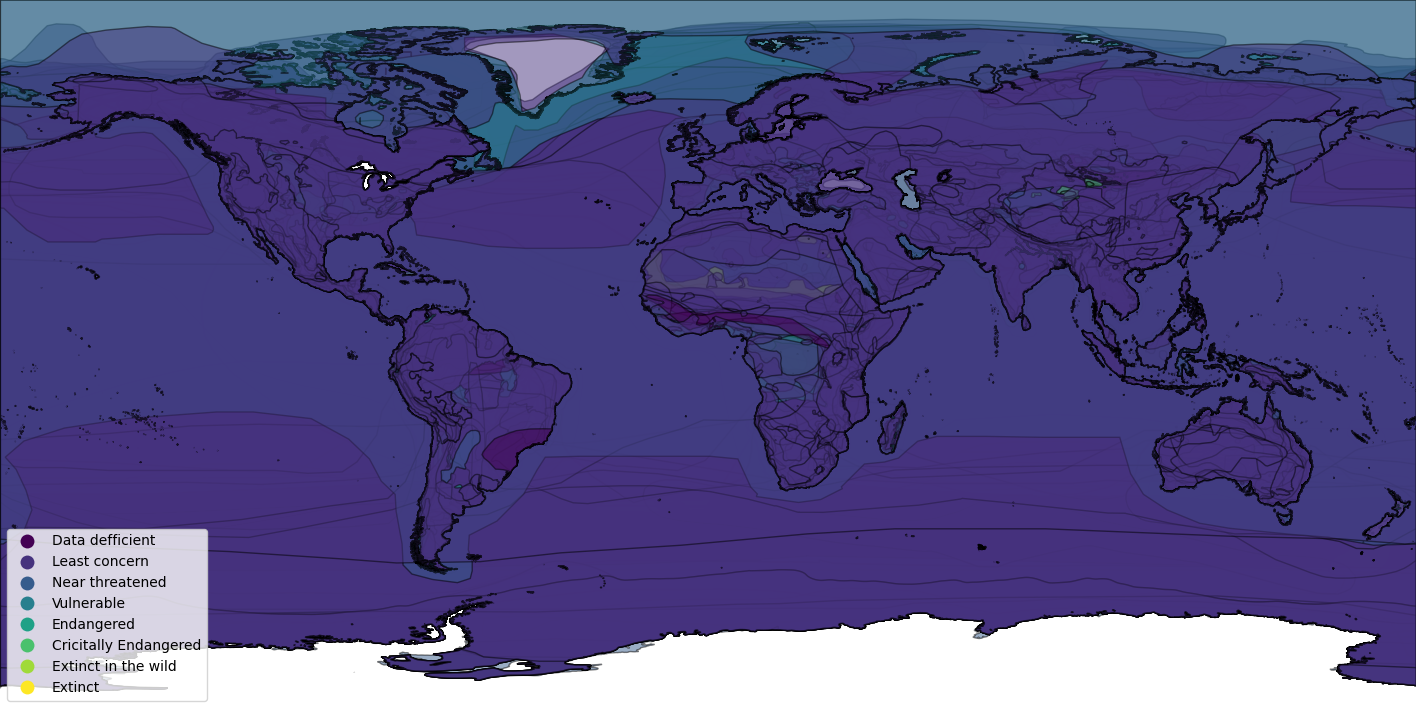 Data defficient
Least concern
Near threatened
Vulnerable
Endangered
Cricitally Endangered
Extinct in the wild
Extinct